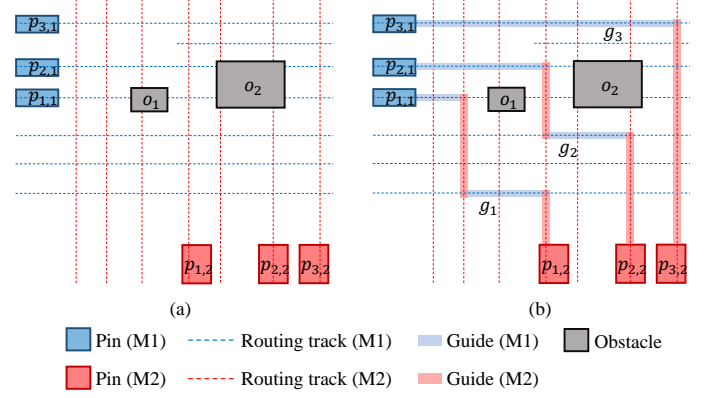 p₃,₁
p₂,₁
p₁,₁
o₁
o₂
p₁,₂
p₂,₂
p₃,₂
(a)
p₃,₁
p₂,₁
p₁,₁
g₃
o₁
o₂
g₂
g₁
p₁,₂
p₂,₂
p₃,₂
(b)
Pin (M1) Routing track (M1) Guide (M1) Obstacle
Pin (M2) Routing track (M2) Guide (M2)